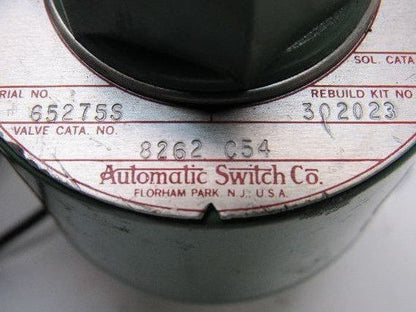 SOL. CATA
RIAL NO. REBUILD KIT NO
65275S 302023
VALVE CATA. NO.
8262 C54
Automatic Switch Co.
FLORHAM PARK, N.J. U.S.A.